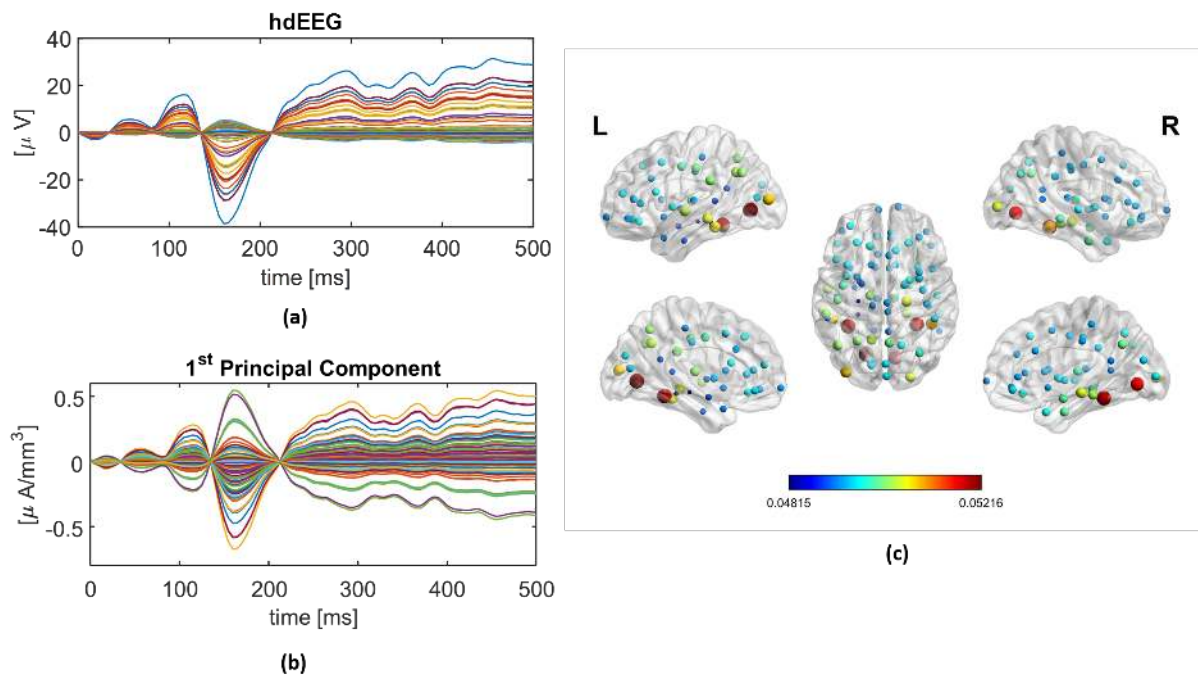 hdEEG
40
20
0
-20
-40
[μ V]
0 100 200 300 400 500
time [ms]
(a)
1st Principal Component
0.5
0
-0.5
[μ A/mm³]
0 100 200 300 400 500
time [ms]
(b)
L R
0.04815 0.05216
(c)